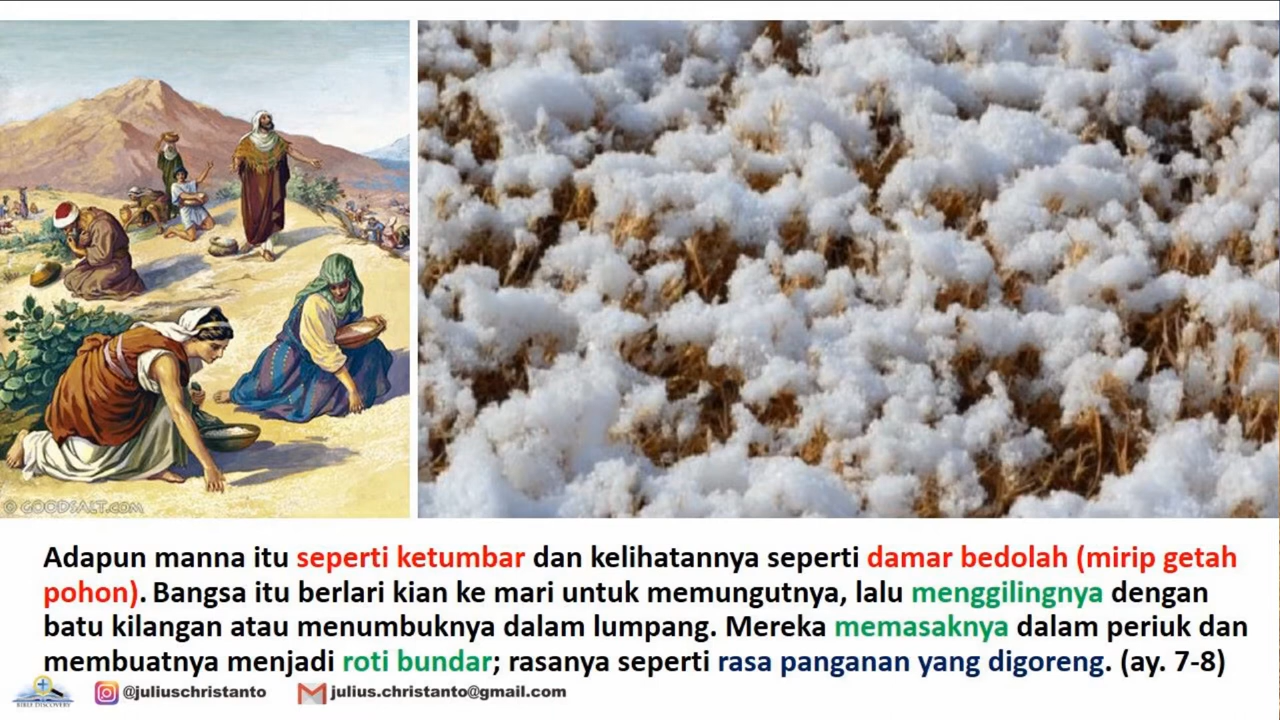 © GOODSALT.COM
Adapun manna itu seperti ketumbar dan kelihatannya seperti damar bedolah (mirip getah
pohon). Bangsa itu berlari kian ke mari untuk memungutnya, lalu menggilingnya dengan
batu kilangan atau menumbuknya dalam lumpang. Mereka memasaknya dalam periuk dan
membuatnya menjadi roti bundar; rasanya seperti rasa panganan yang digoreng. (ay. 7-8)
BIBLE DISCOVERY
@juliuschristanto
julius.christanto@gmail.com